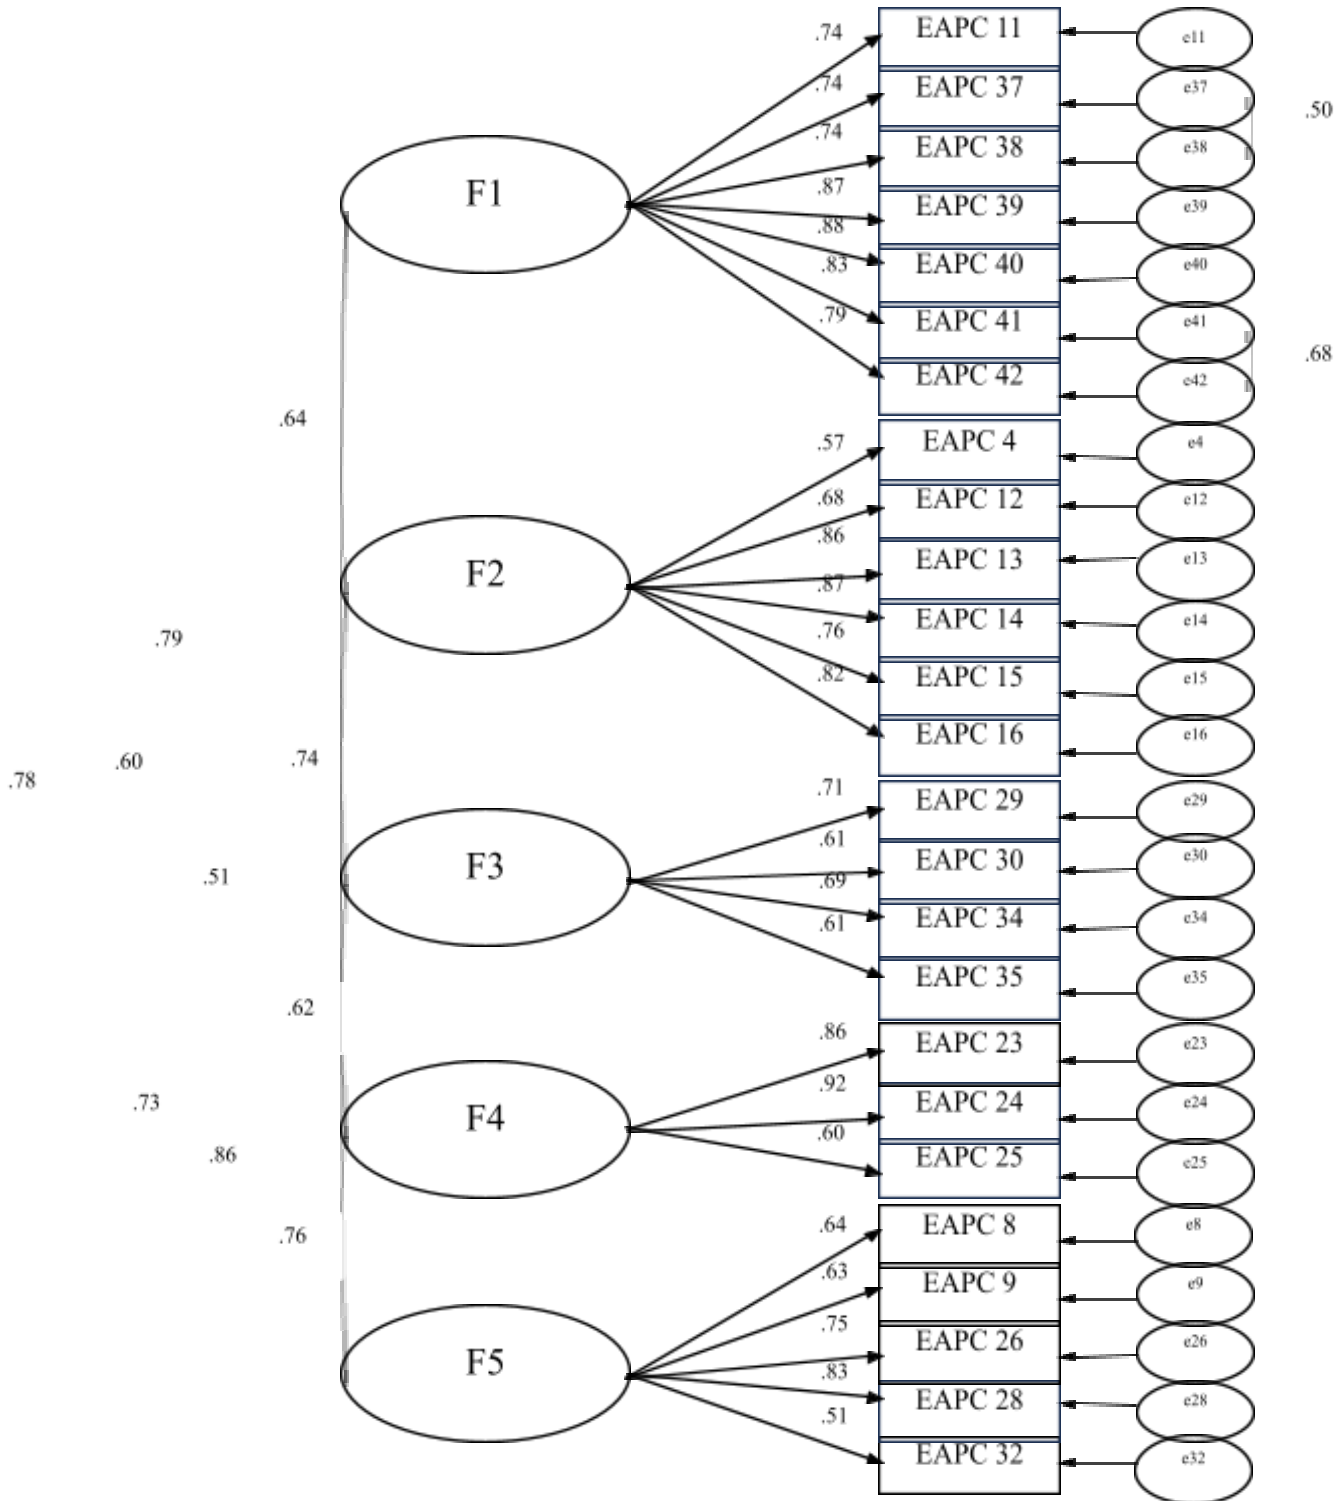 .74
EAPC 11
e11
.74
EAPC 37
e37
.50
.74
EAPC 38
e38
F1
.87
EAPC 39
e39
.88
EAPC 40
e40
.83
EAPC 41
e41
.79
EAPC 42
e42
.68
.64
.57
EAPC 4
e4
.68
EAPC 12
e12
.86
EAPC 13
e13
F2
.87
EAPC 14
e14
.76
EAPC 15
e15
.82
EAPC 16
e16
.79
.60
.74
.78
.71
EAPC 29
e29
.61
EAPC 30
e30
F3
.69
EAPC 34
e34
.61
EAPC 35
e35
.51
.62
.86
EAPC 23
e23
.92
EAPC 24
e24
F4
.60
EAPC 25
e25
.73
.86
.76
.64
EAPC 8
e8
.63
EAPC 9
e9
.75
EAPC 26
e26
F5
.83
EAPC 28
e28
.51
EAPC 32
e32